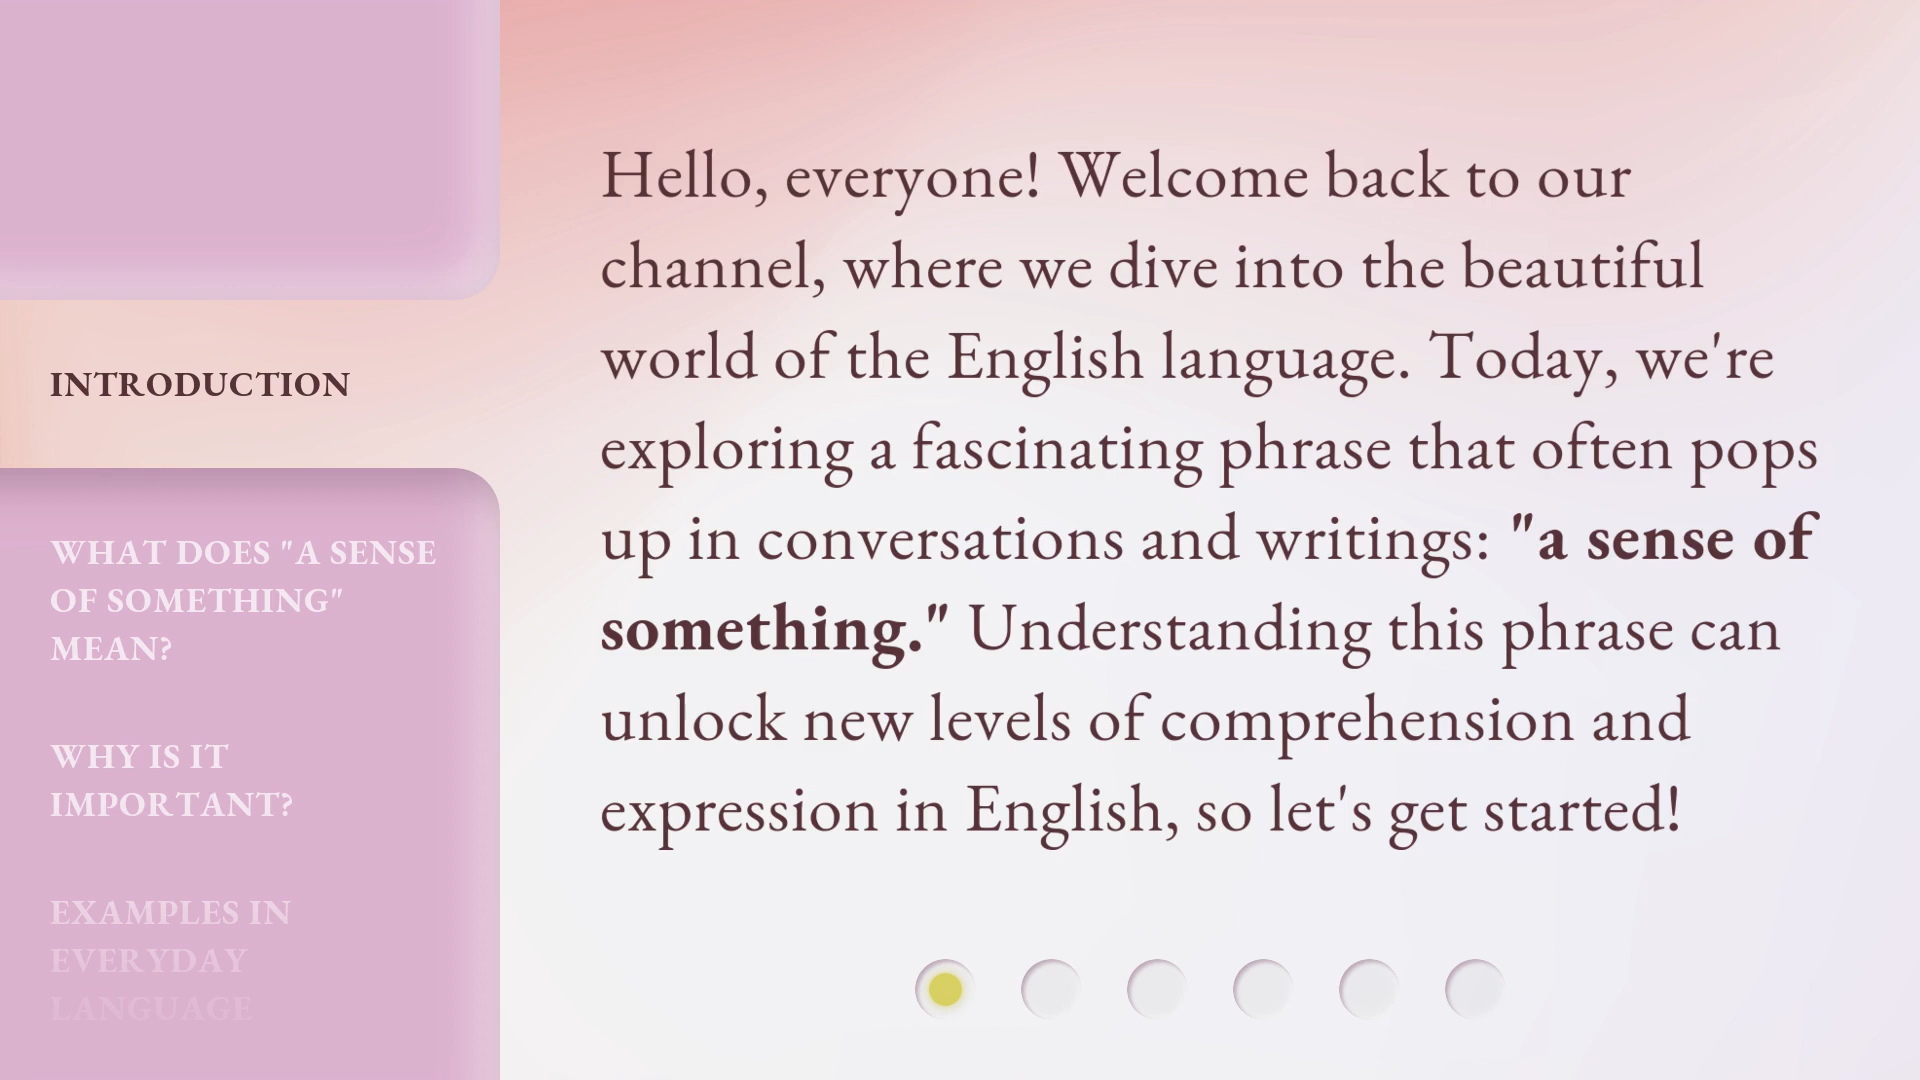 INTRODUCTION
WHAT DOES "A SENSE
OF SOMETHING"
MEAN?
WHY IS IT
IMPORTANT?
EXAMPLES IN
EVERYDAY
LANGUAGE
Hello, everyone! Welcome back to our
channel, where we dive into the beautiful
world of the English language. Today, we're
exploring a fascinating phrase that often pops
up in conversations and writings: "a sense of
something." Understanding this phrase can
unlock new levels of comprehension and
expression in English, so let's get started!